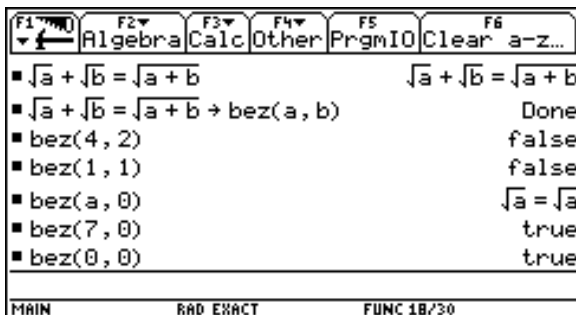 F1 F2▼ F3▼ F4▼ F5 F6
▼ Algebra Calc Other PrgmIO Clear a-z…
▪ √a + √b = √(a + b) √a + √b = √(a + b)
▪ √a + √b = √(a + b) → bez(a, b) Done
▪ bez(4, 2) false
▪ bez(1, 1) false
▪ bez(a, 0) √a = √a
▪ bez(7, 0) true
▪ bez(0, 0) true
MAIN RAD EXACT FUNC 18/30